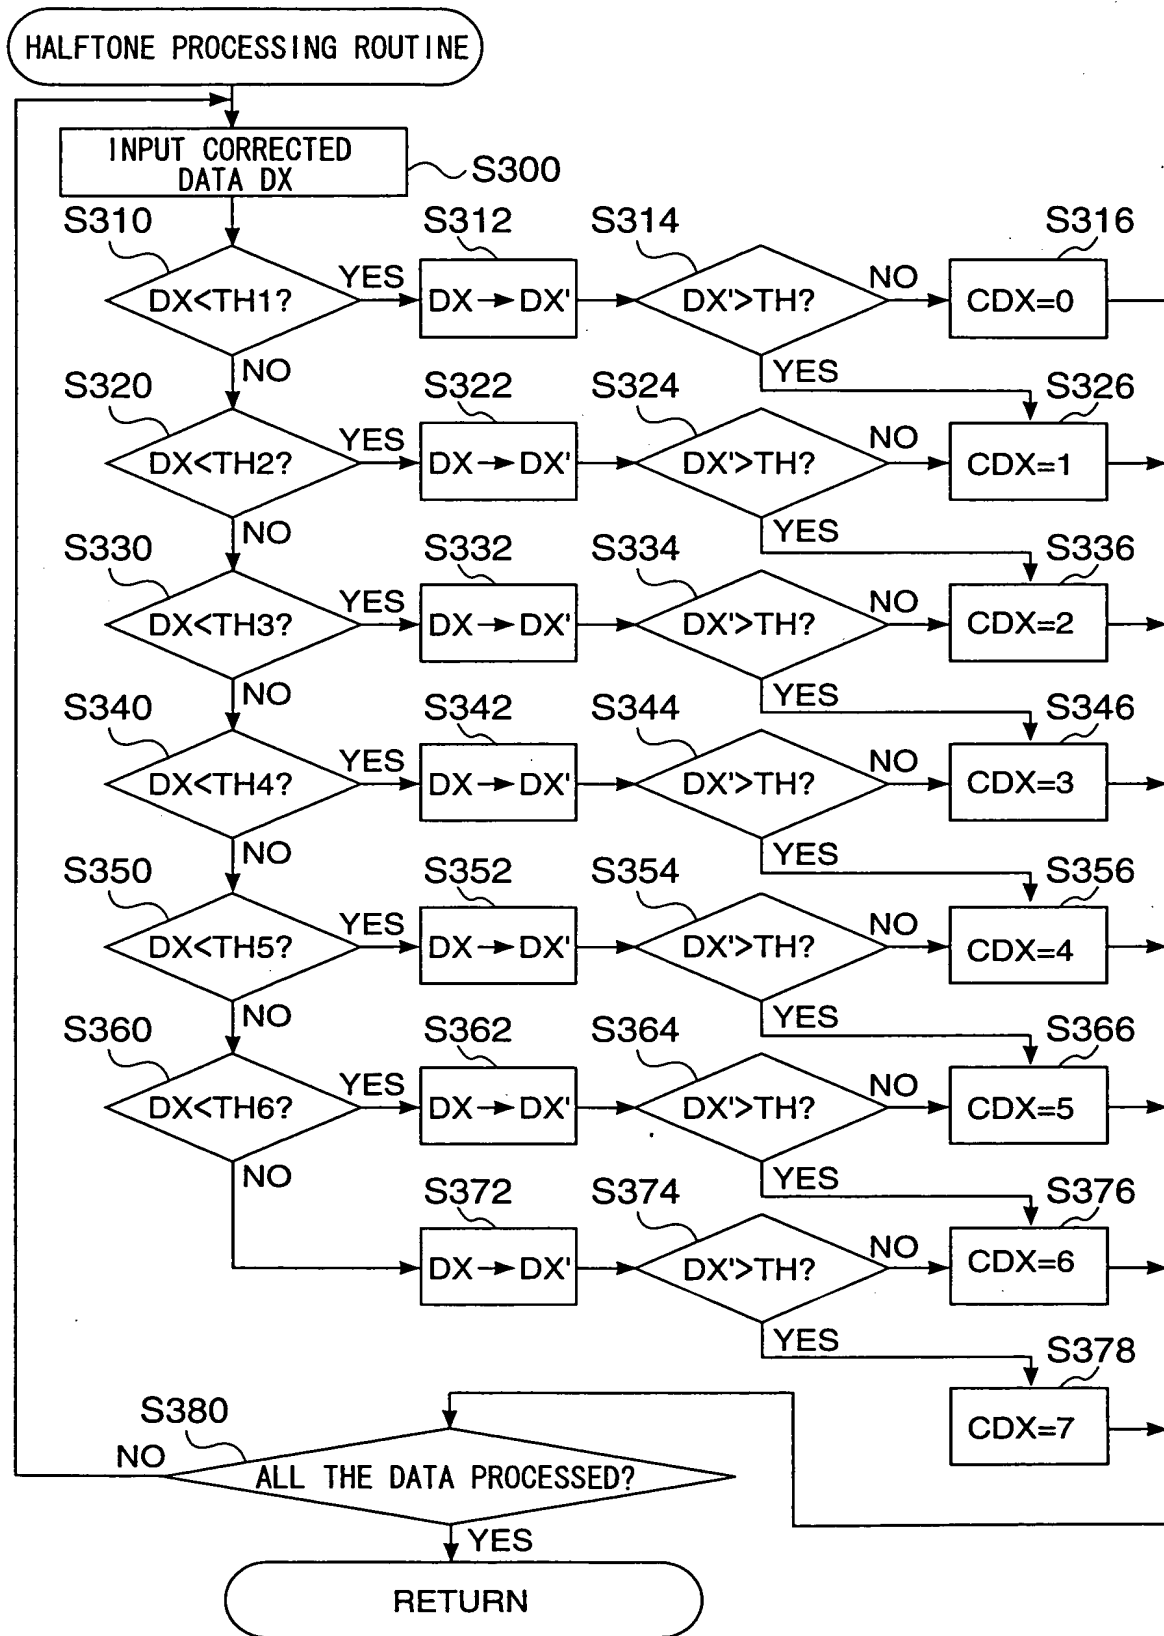 HALFTONE PROCESSING ROUTINE
INPUT CORRECTED
DATA DX
S300
S310
S312
S314
S316
DX<TH1?
YES
DX→DX'
DX'>TH?
NO
CDX=0
NO
YES
S320
S322
S324
S326
DX<TH2?
YES
DX→DX'
DX'>TH?
NO
CDX=1
NO
YES
S330
S332
S334
S336
DX<TH3?
YES
DX→DX'
DX'>TH?
NO
CDX=2
NO
YES
S340
S342
S344
S346
DX<TH4?
YES
DX→DX'
DX'>TH?
NO
CDX=3
NO
YES
S350
S352
S354
S356
DX<TH5?
YES
DX→DX'
DX'>TH?
NO
CDX=4
NO
YES
S360
S362
S364
S366
DX<TH6?
YES
DX→DX'
DX'>TH?
NO
CDX=5
NO
YES
S372
S374
S376
DX→DX'
DX'>TH?
NO
CDX=6
YES
S378
CDX=7
S380
NO
ALL THE DATA PROCESSED?
YES
RETURN